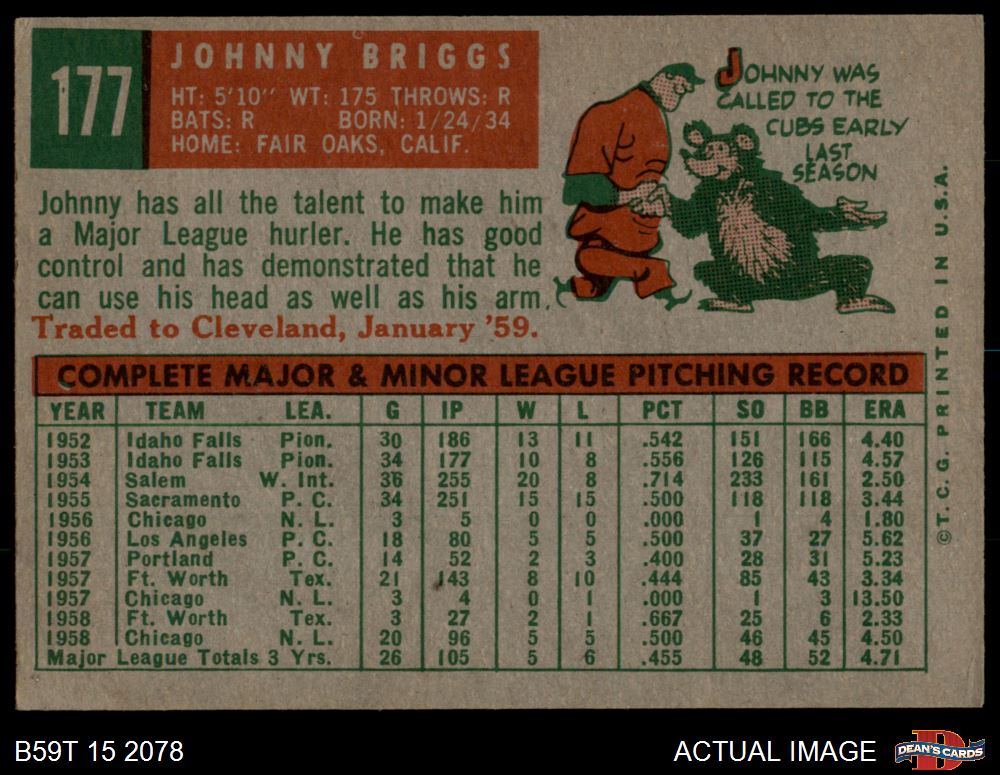 177
JOHNNY BRIGGS
HT: 5'10" WT: 175 THROWS: R
BATS: R BORN: 1/24/34
HOME: FAIR OAKS, CALIF.
JOHNNY WAS
CALLED TO THE
CUBS EARLY
LAST
SEASON
Johnny has all the talent to make him
a Major League hurler. He has good
control and has demonstrated that he
can use his head as well as his arm.
Traded to Cleveland, January '59.
COMPLETE MAJOR & MINOR LEAGUE PITCHING RECORD
YEAR TEAM LEA. G IP W L PCT SO BB ERA
1952 Idaho Falls Pion. 30 186 13 11 .542 151 166 4.40
1953 Idaho Falls Pion. 34 177 10 8 .556 126 115 4.57
1954 Salem W. Int. 36 255 20 8 .714 233 161 2.50
1955 Sacramento P. C. 34 251 15 15 .500 118 118 3.44
1956 Chicago N. L. 3 5 0 0 .000 1 4 1.80
1956 Los Angeles P. C. 18 80 5 5 .500 37 27 5.62
1957 Portland P. C. 14 52 2 3 .400 28 31 5.23
1957 Ft. Worth Tex. 21 143 8 10 .444 85 43 3.34
1957 Chicago N. L. 3 4 0 1 .000 1 3 13.50
1958 Ft. Worth Tex. 3 27 2 1 .667 25 6 2.33
1958 Chicago N. L. 20 96 5 5 .500 46 45 4.50
Major League Totals 3 Yrs. 26 105 5 6 .455 48 52 4.71
©T. C. G. PRINTED IN U.S.A.
B59T 15 2078
ACTUAL IMAGE
DEAN'S CARDS